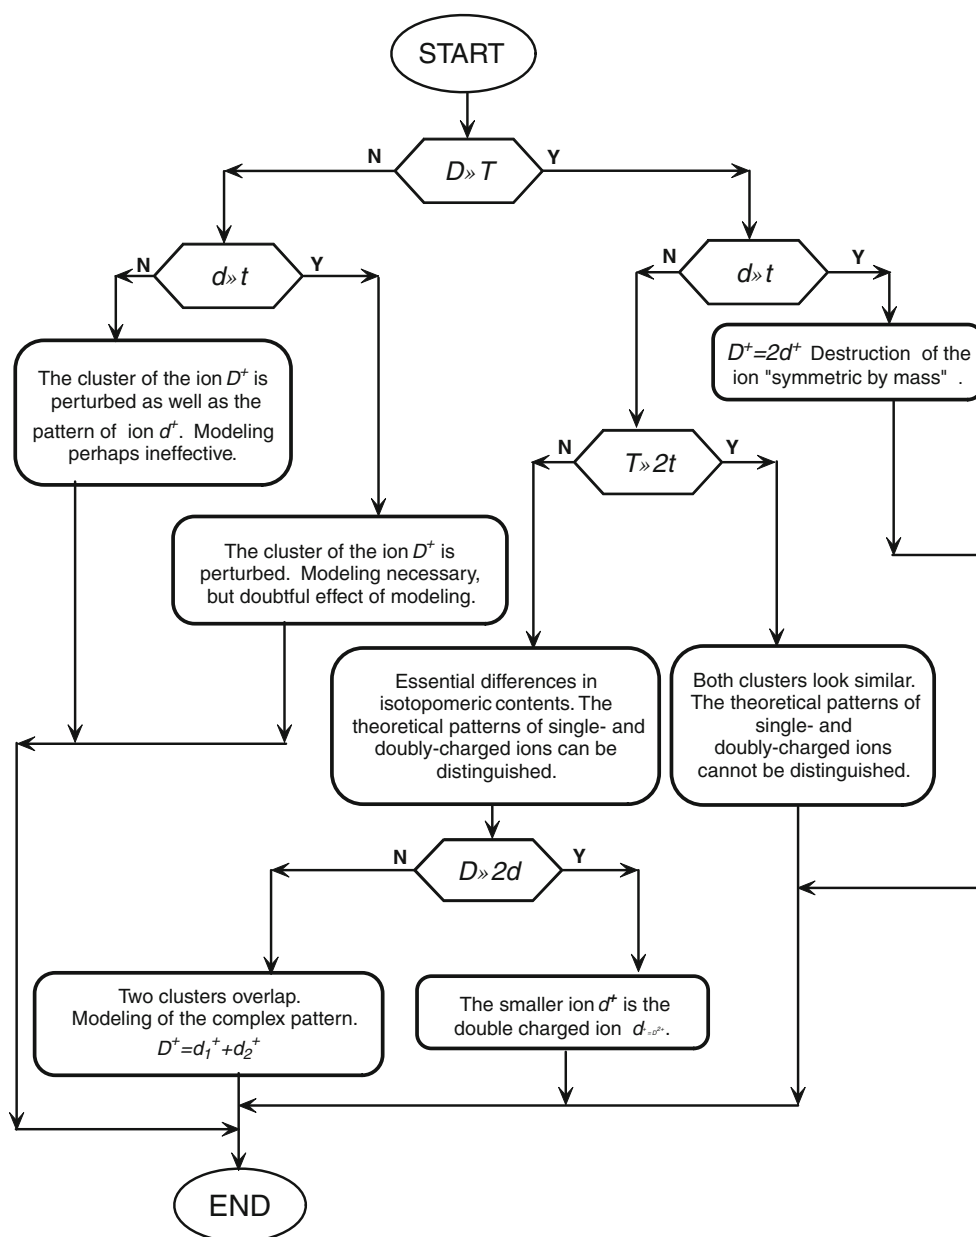 START
N
D»T
Y
N
d»t
Y
N
d»t
Y
D⁺=2d⁺ Destruction of the
ion "symmetric by mass" .
The cluster of the ion D⁺ is
perturbed as well as the
pattern of ion d⁺. Modeling
perhaps ineffective.
N
T»2t
Y
The cluster of the ion D⁺ is
perturbed. Modeling necessary,
but doubtful effect of modeling.
Essential differences in
isotopomeric contents. The
theoretical patterns of single- and
doubly-charged ions can be
distinguished.
Both clusters look similar.
The theoretical patterns of
single- and
doubly-charged ions
cannot be distinguished.
N
D»2d
Y
Two clusters overlap.
Modeling of the complex pattern.
D⁺=d₁⁺+d₂⁺
The smaller ion d⁺ is the
double charged ion d⁺=D²⁺.
END